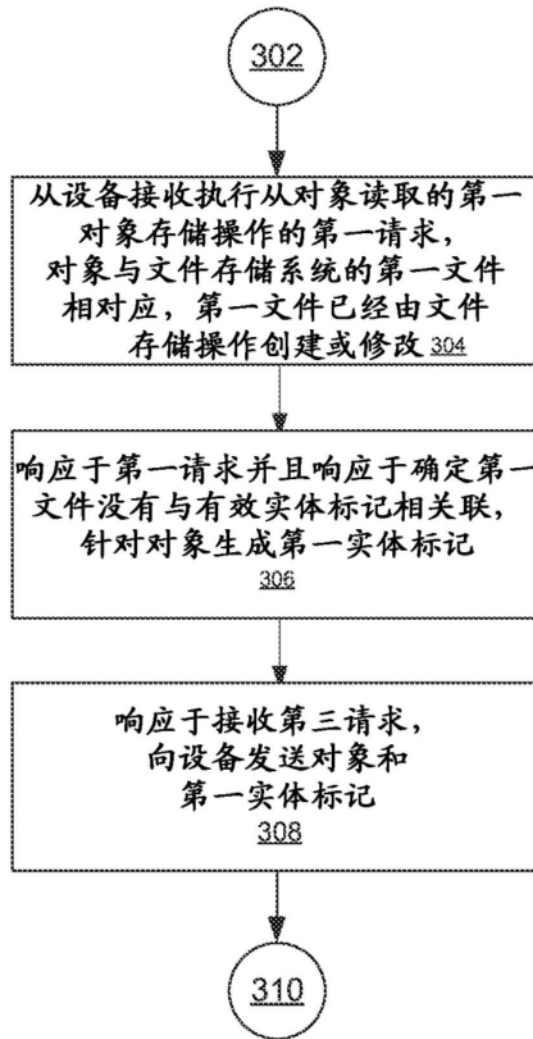 302
从设备接收执行从对象读取的第一
对象存储操作的第一请求，
对象与文件存储系统的第一文件
相对应，第一文件已经由文件
存储操作创建或修改 304
响应于第一请求并且响应于确定第一
文件没有与有效实体标记相关联，
针对对象生成第一实体标记
306
响应于接收第三请求，
向设备发送对象和
第一实体标记
308
310